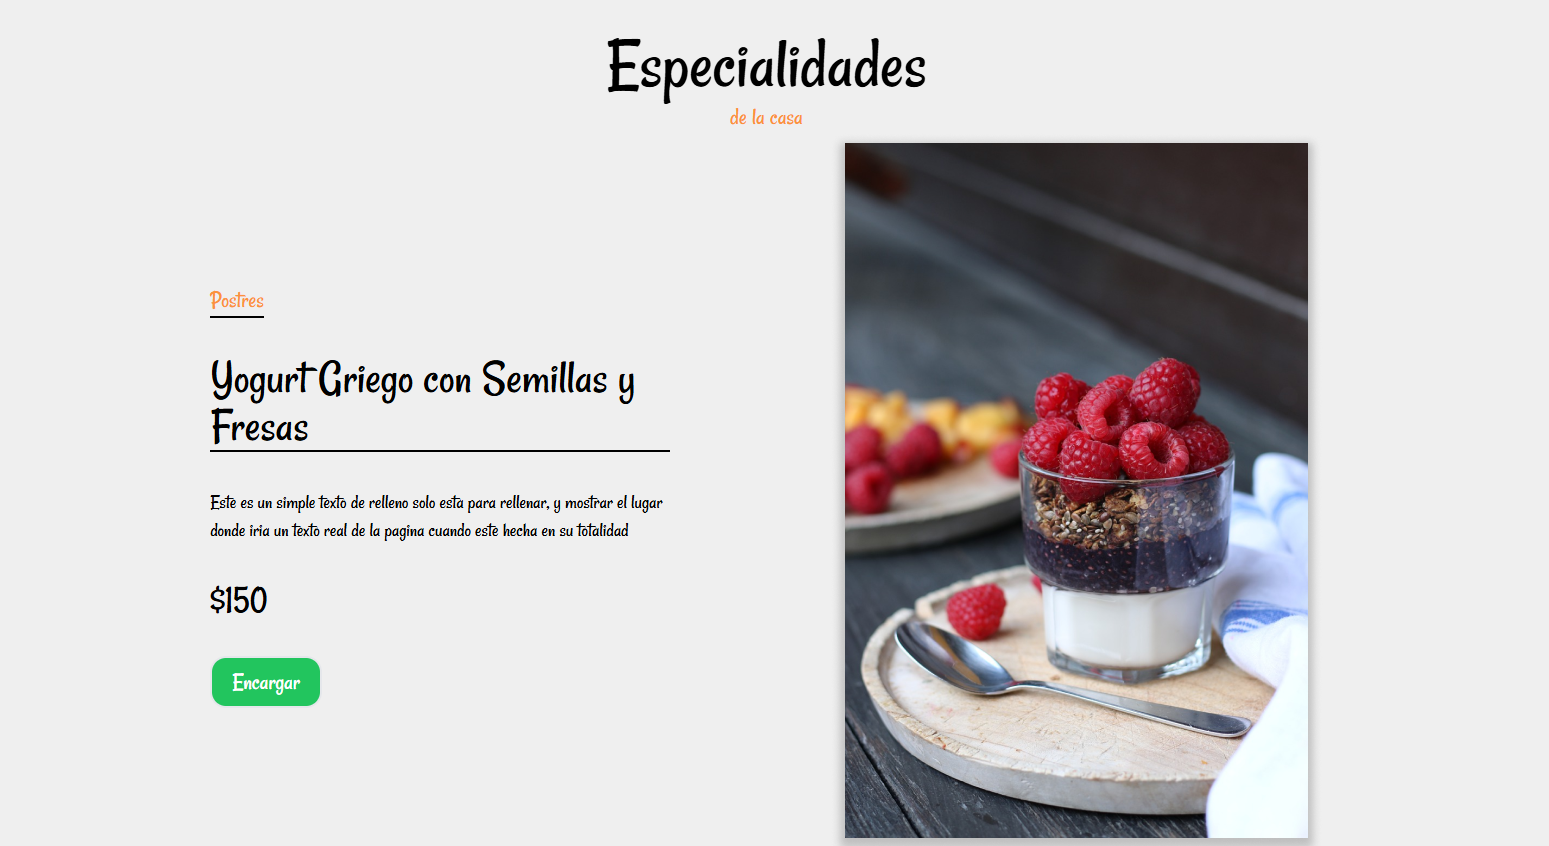 Especialidades
de la casa
Postres
Yogurt Griego con Semillas y
Fresas
Este es un simple texto de relleno solo esta para rellenar, y mostrar el lugar
donde iria un texto real de la pagina cuando este hecha en su totalidad
$150
Encargar